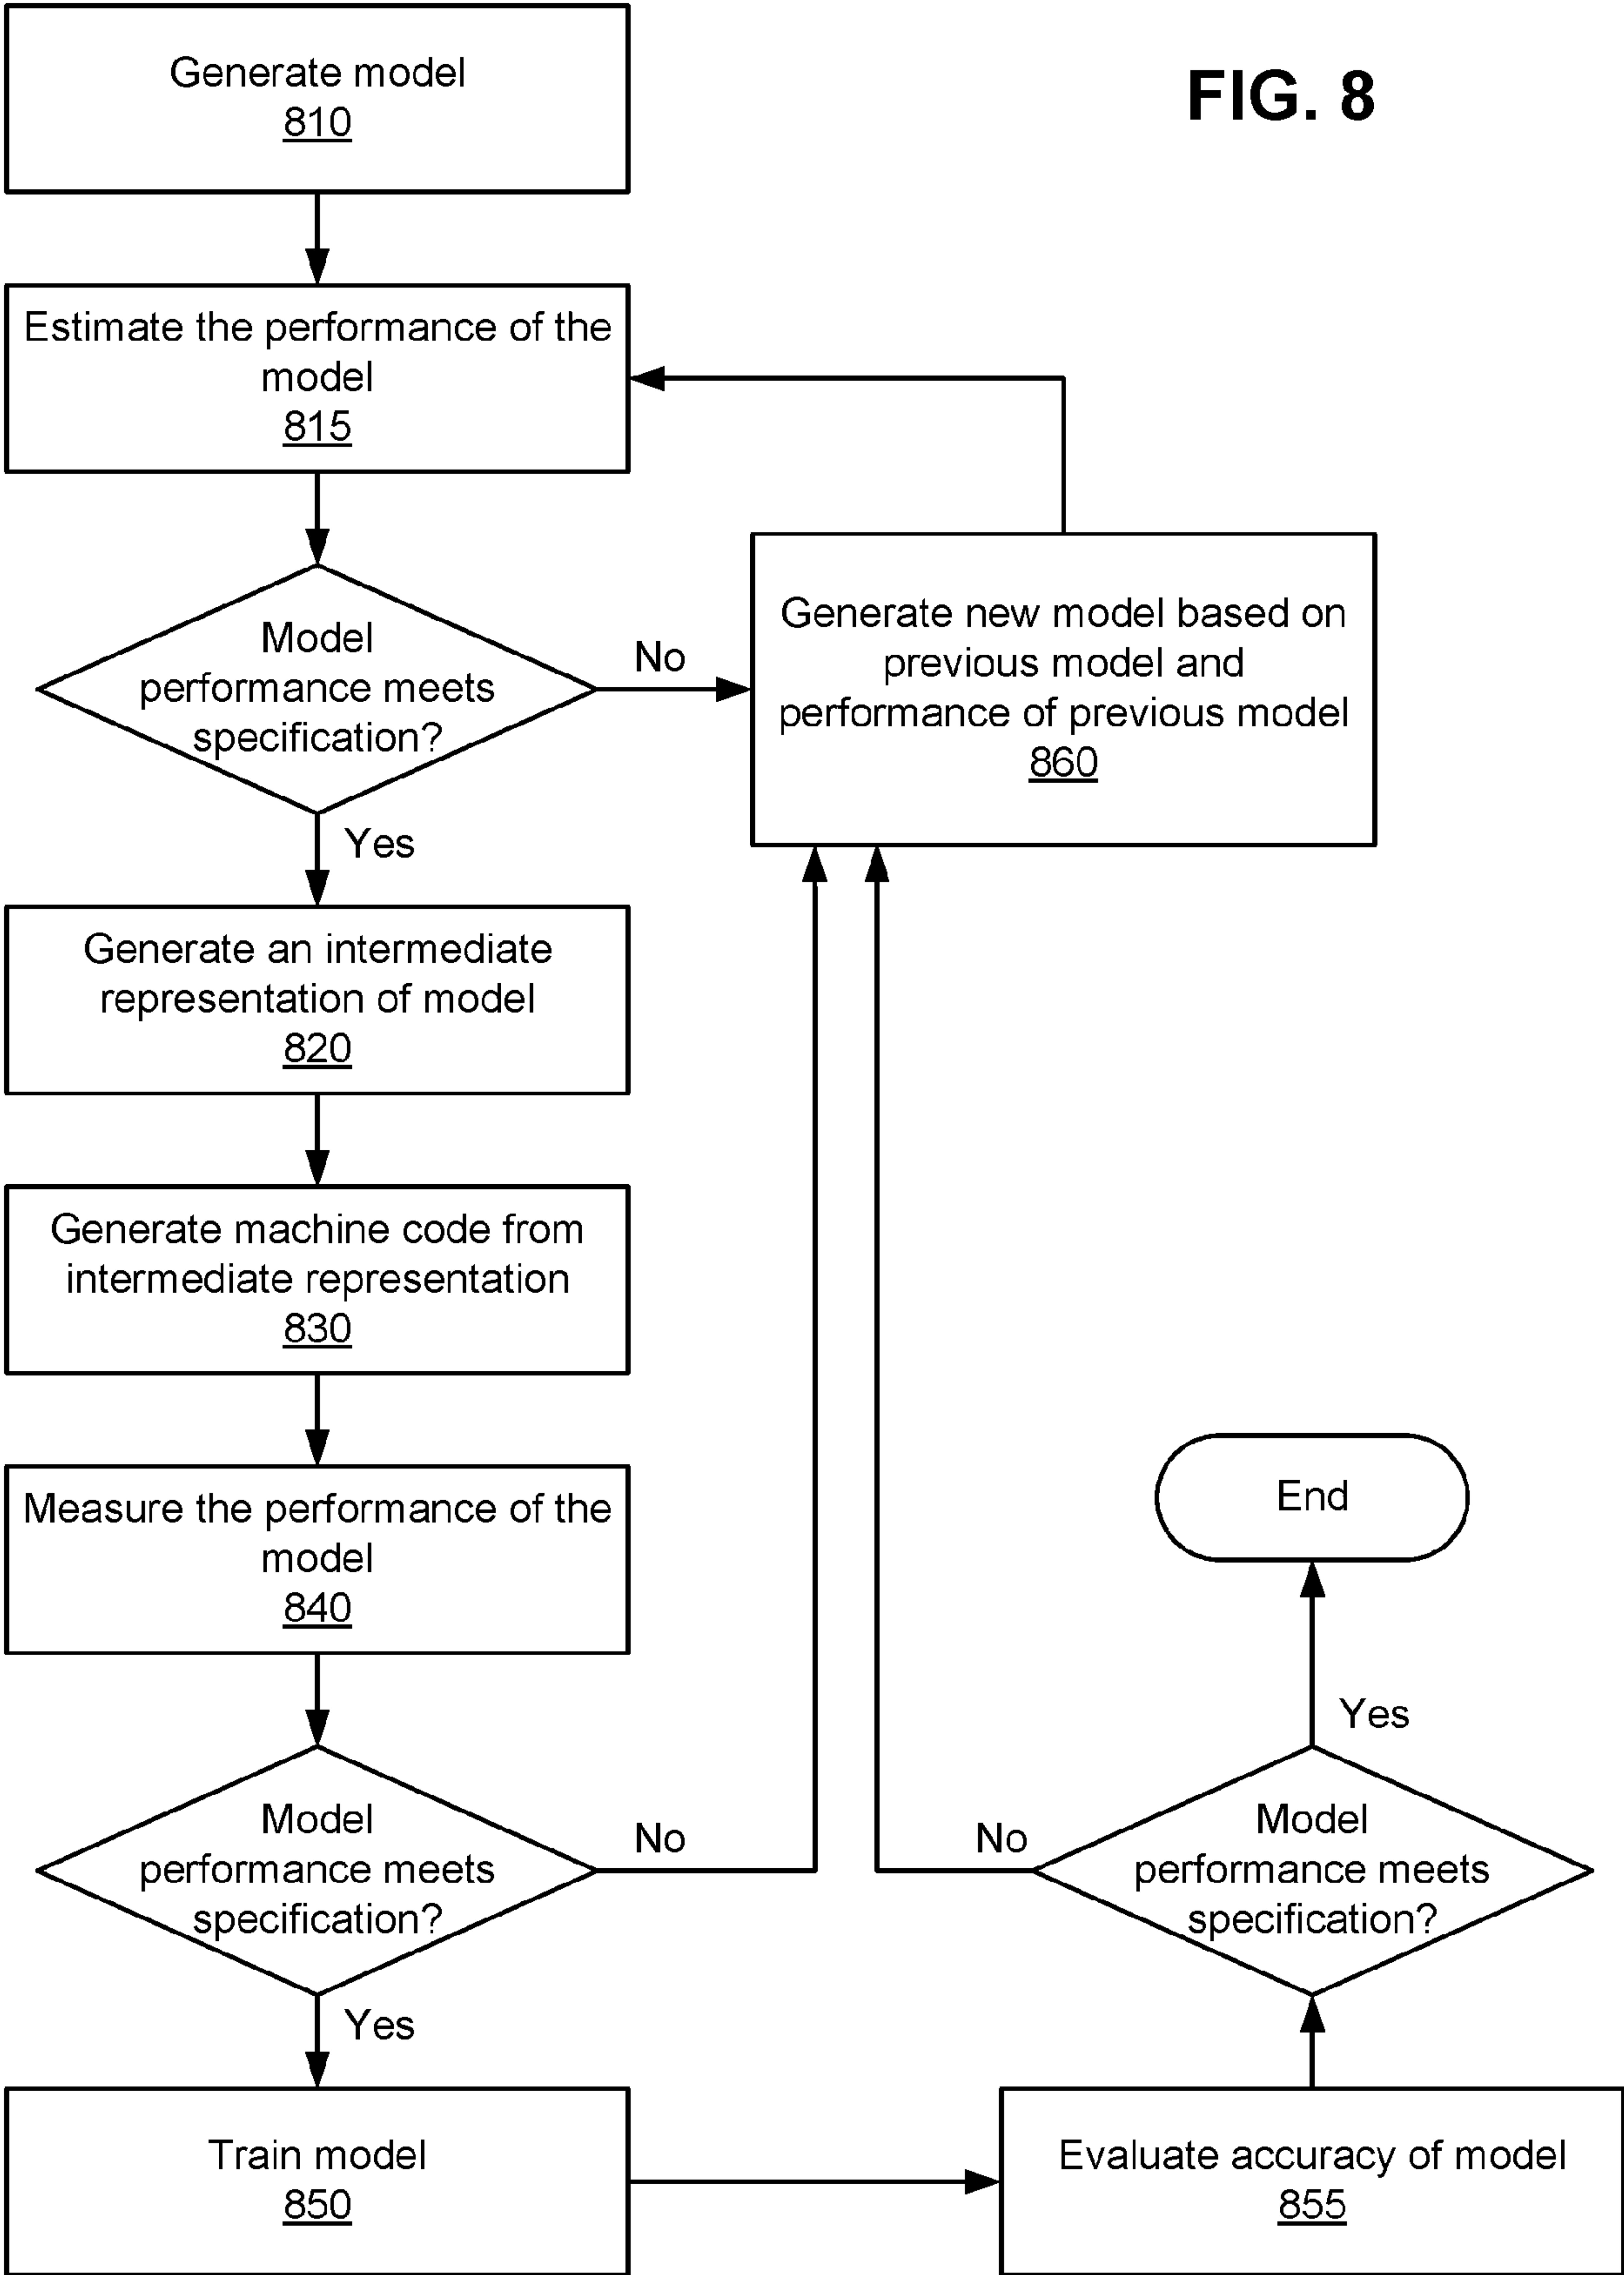 FIG. 8
Generate model
810
Estimate the performance of the
model
815
Model
performance meets
specification?
No
Yes
Generate new model based on
previous model and
performance of previous model
860
Generate an intermediate
representation of model
820
Generate machine code from
intermediate representation
830
Measure the performance of the
model
840
Model
performance meets
specification?
No
Yes
Train model
850
Evaluate accuracy of model
855
Model
performance meets
specification?
No
Yes
End